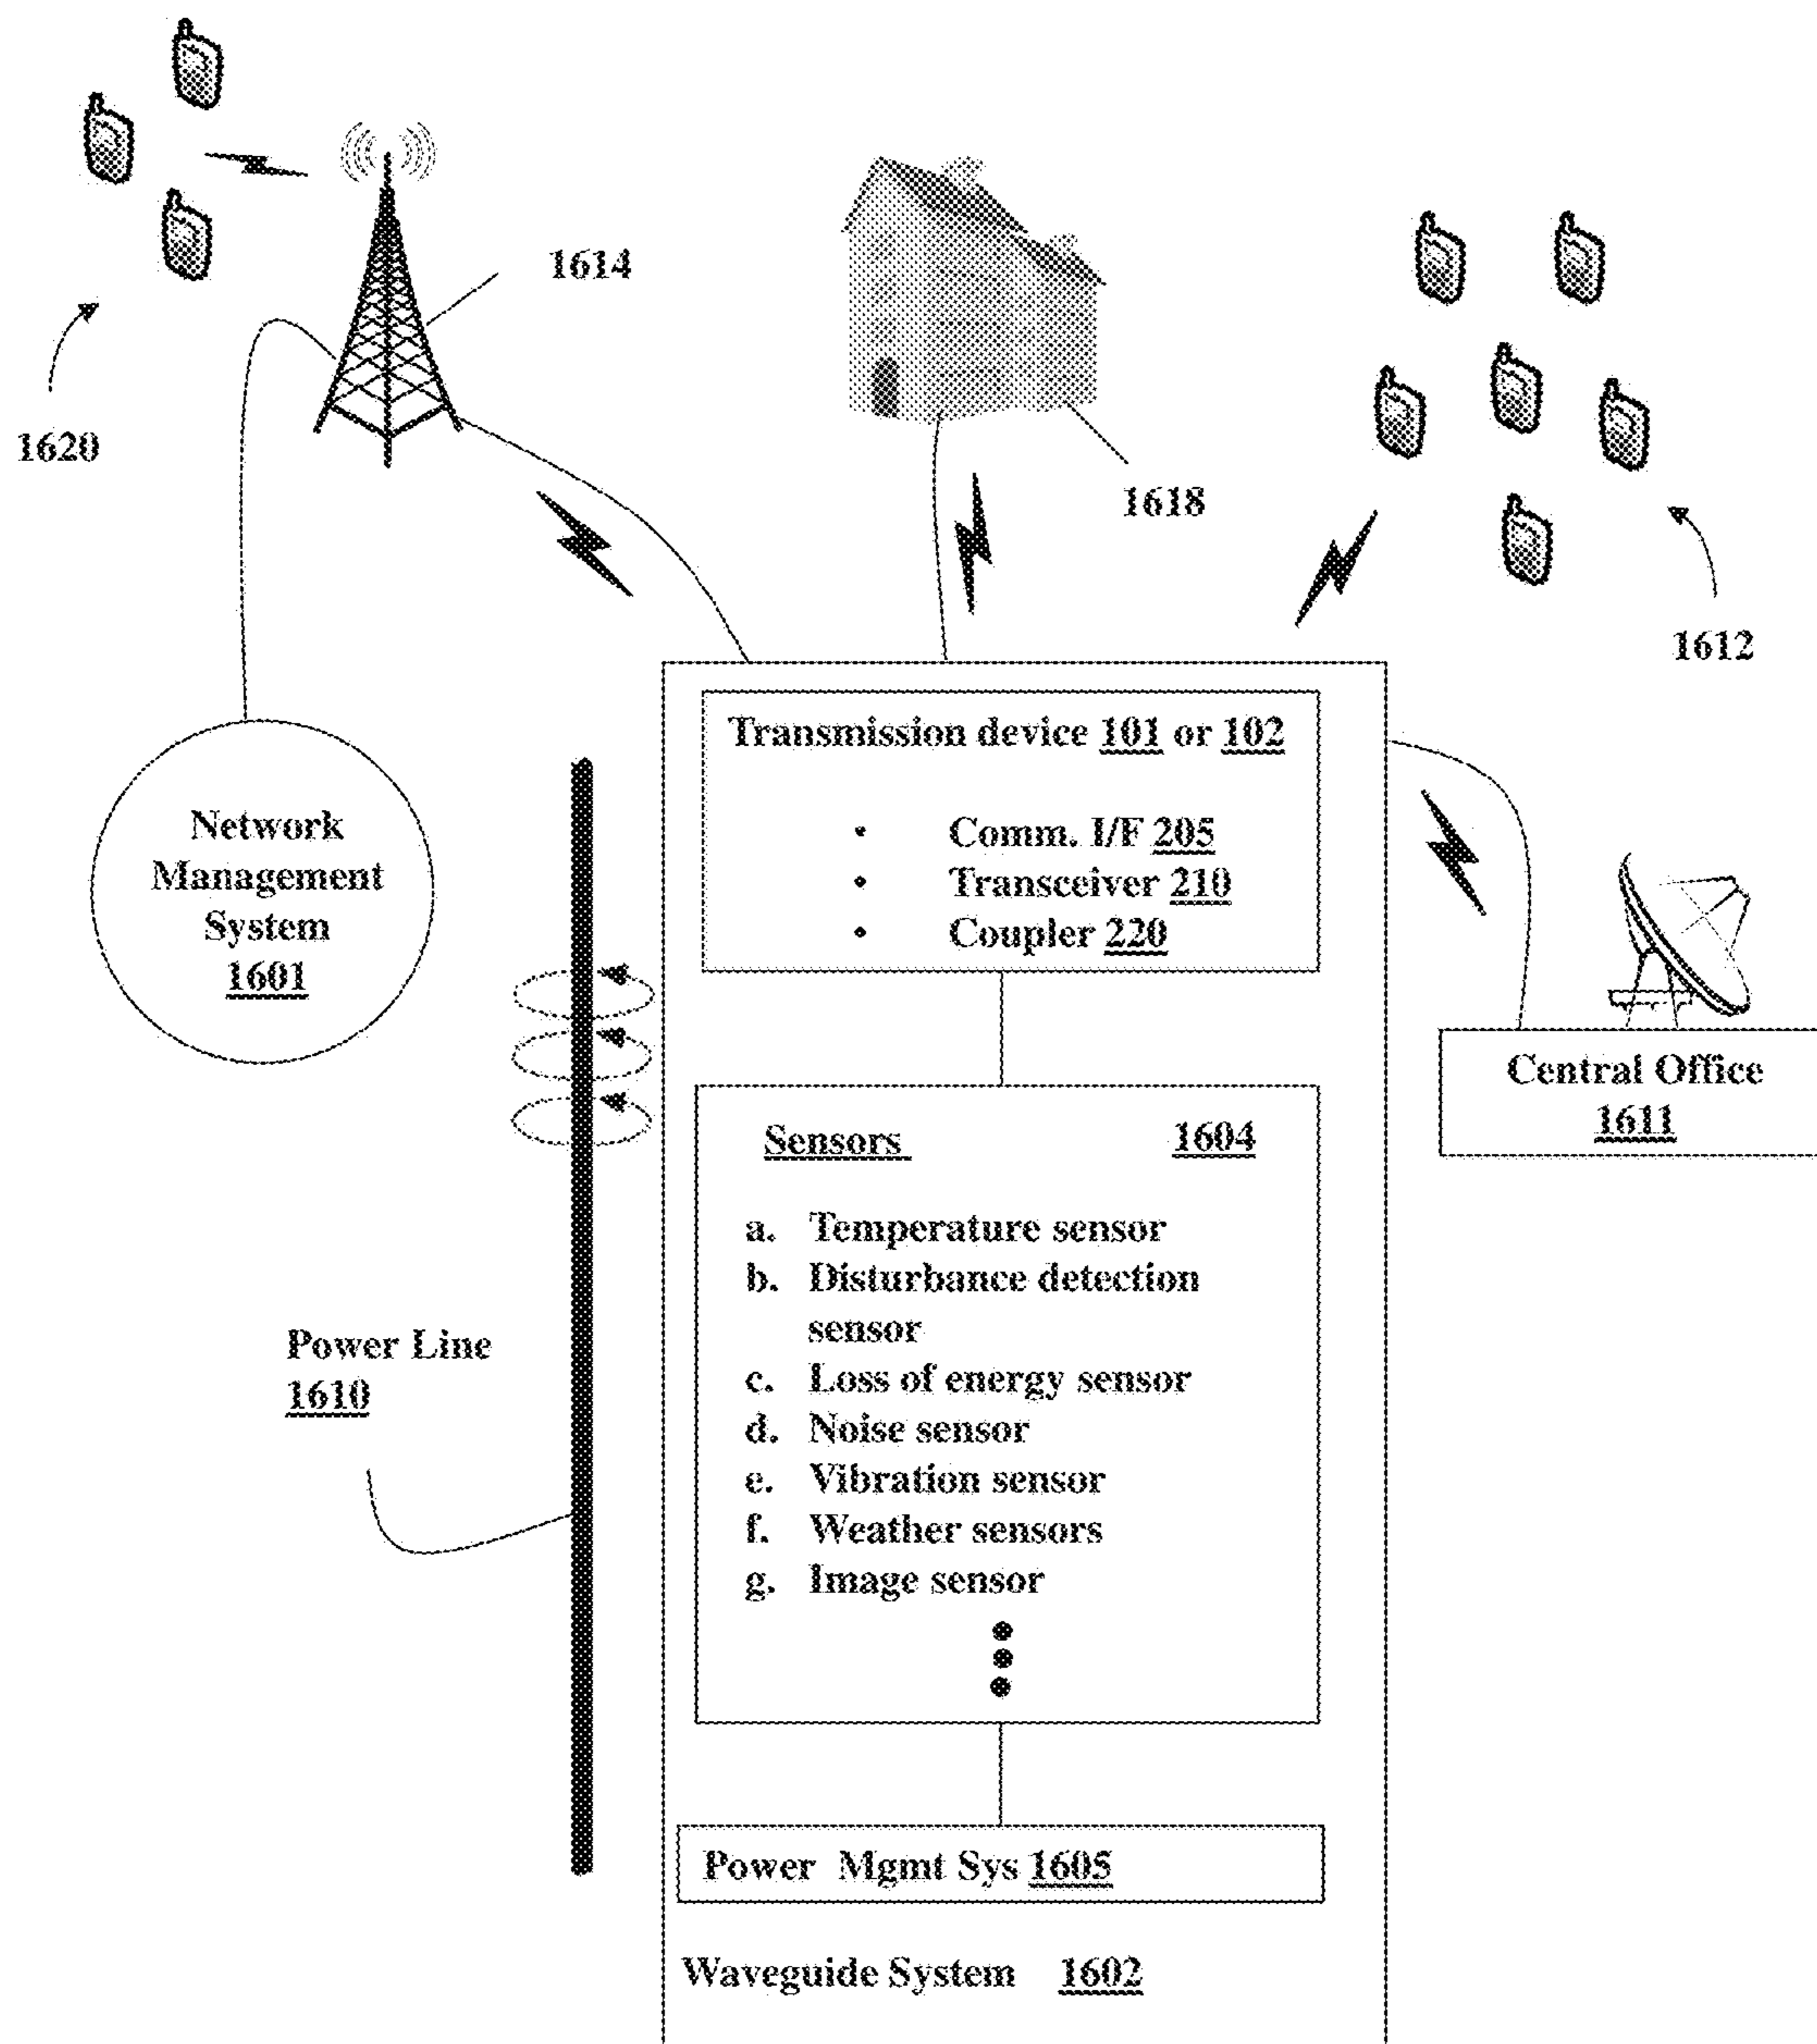 1614
1620
1618
1612
Transmission device 101 or 102
• Comm. I/F 205
• Transceiver 210
• Coupler 220
Network
Management
System
1601
Central Office
1611
Sensors 1604
a. Temperature sensor
b. Disturbance detection
sensor
c. Loss of energy sensor
d. Noise sensor
e. Vibration sensor
f. Weather sensors
g. Image sensor
Power Line
1610
Power Mgmt Sys 1605
Waveguide System 1602